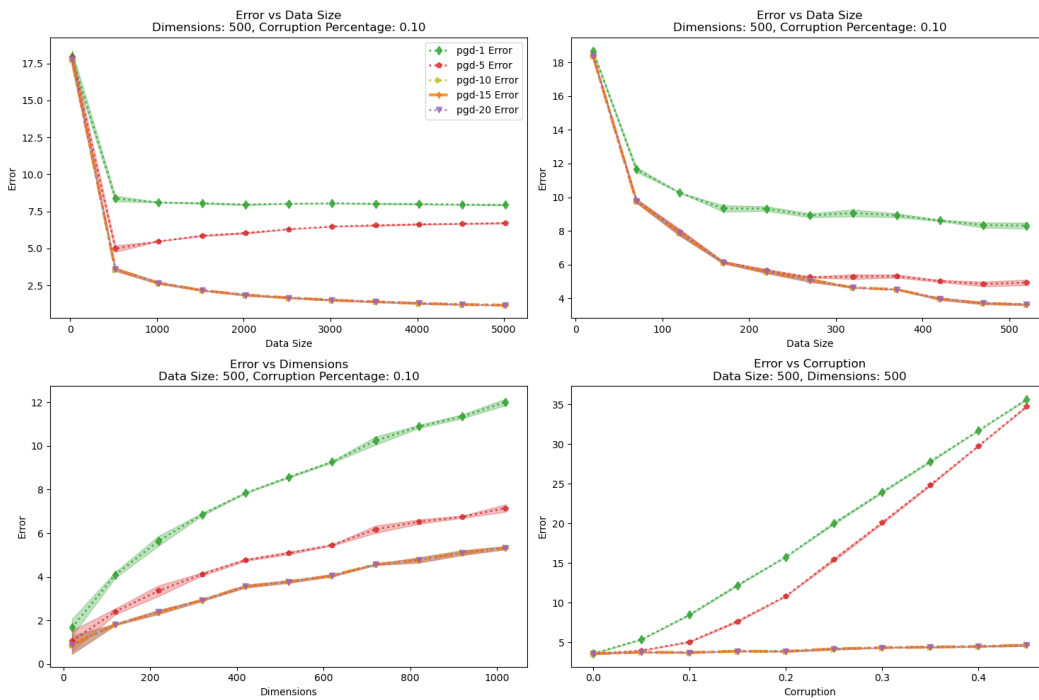 Error vs Data Size
Dimensions: 500, Corruption Percentage: 0.10
17.5
15.0
12.5
10.0
7.5
5.0
2.5
Error
pgd-1 Error
pgd-5 Error
pgd-10 Error
pgd-15 Error
pgd-20 Error
0 1000 2000 3000 4000 5000
Data Size
Error vs Data Size
Dimensions: 500, Corruption Percentage: 0.10
18
16
14
12
10
8
6
4
Error
0 100 200 300 400 500
Data Size
Error vs Dimensions
Data Size: 500, Corruption Percentage: 0.10
12
10
8
6
4
2
0
Error
0 200 400 600 800 1000
Dimensions
Error vs Corruption
Data Size: 500, Dimensions: 500
35
30
25
20
15
10
5
Error
0.0 0.1 0.2 0.3 0.4
Corruption